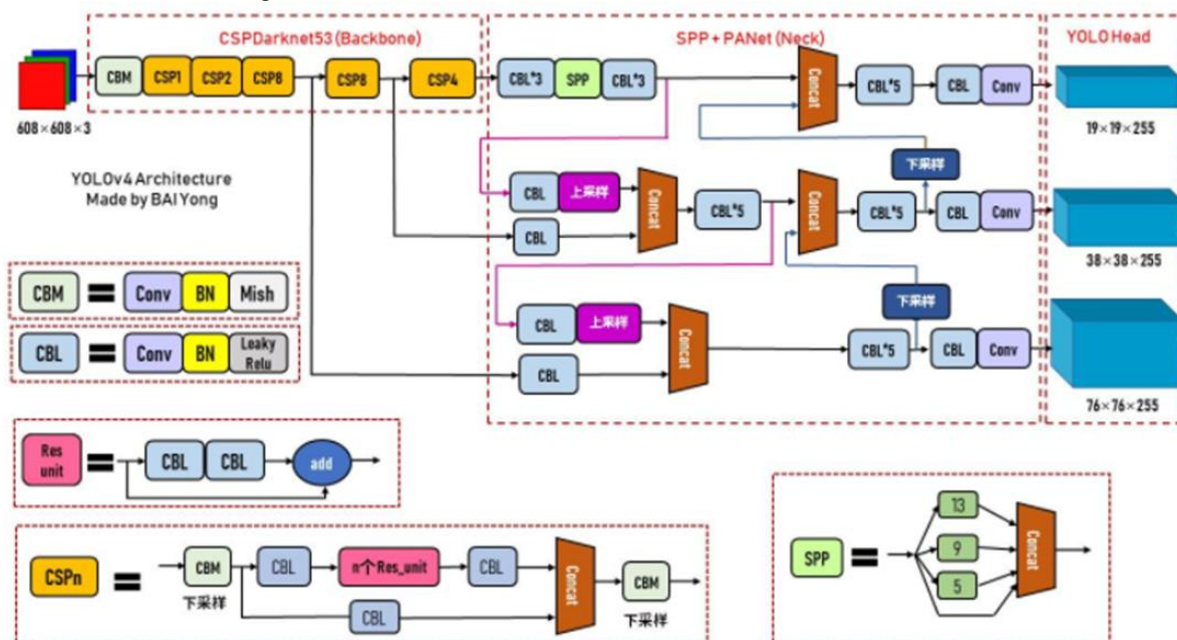 CSPDarknet53 (Backbone)
SPP + PANet (Neck)
YOLO Head
CBM CSP1 CSP2 CSP8 CSP8 CSP4 CBL*3 SPP CBL*3 Concat CBL*5 CBL Conv
608×608×3
19×19×255
下采样
YOLOv4 Architecture
Made by BAI Yong
CBL 上采样 Concat CBL*5 Concat CBL*5 CBL Conv
CBL
38×38×255
下采样
CBM = Conv BN Mish
CBL = Conv BN Leaky
Relu
CBL 上采样 Concat CBL*5 CBL Conv
CBL
76×76×255
Res
unit = CBL CBL add
CSPn = CBM CBL n个Res_unit CBL Concat CBM
下采样 CBL 下采样
SPP = 13 Concat
9
5